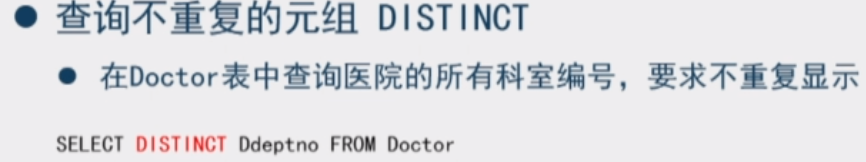 ● 查询不重复的元组 DISTINCT
● 在Doctor表中查询医院的所有科室编号，要求不重复显示
SELECT DISTINCT Ddeptno FROM Doctor